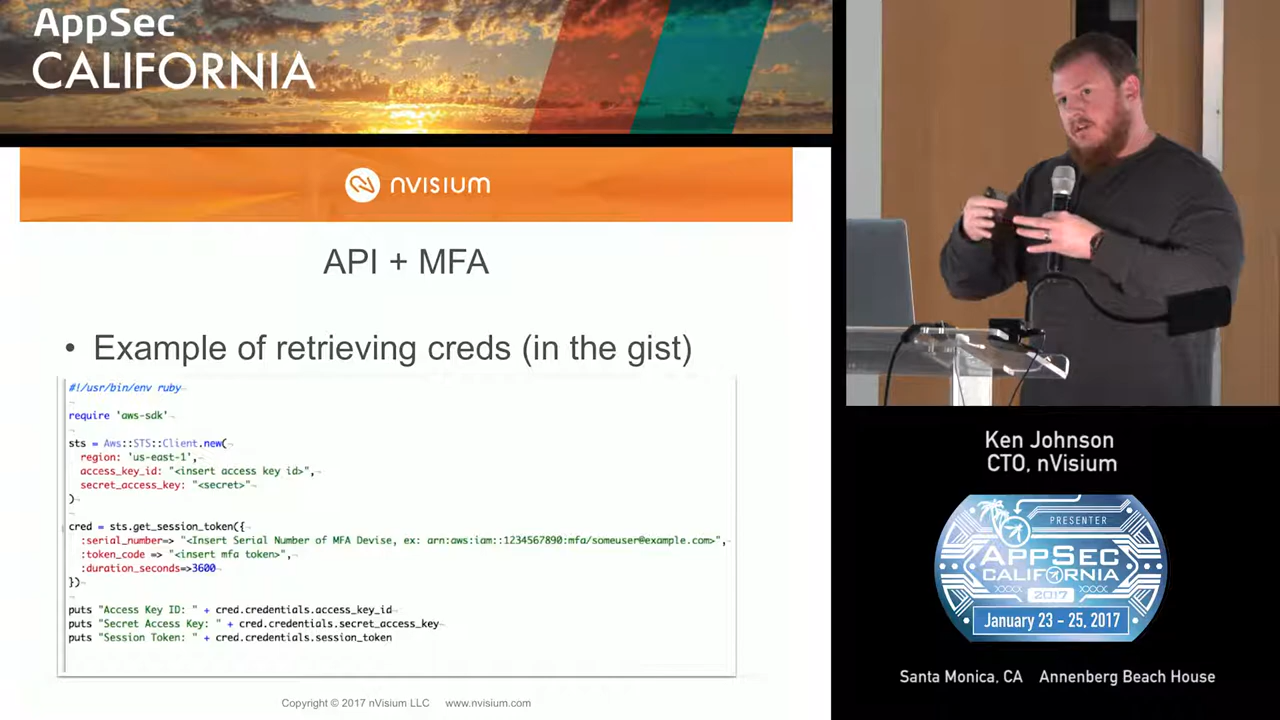 AppSec
CALIFORNIA
nVISIUM
API + MFA
• Example of retrieving creds (in the gist)
#!/usr/bin/env ruby
require 'aws-sdk'
sts = Aws::STS::Client.new(
region: 'us-east-1',
access_key_id: "<insert access key id>",
secret_access_key: "<secret>"
)
cred = sts.get_session_token({
:serial_number=> "<Insert Serial Number of MFA Devise, ex: arn:aws:iam::1234567890:mfa/someuser@example.com>",
:token_code => "<insert mfa token>",
:duration_seconds=>3600
})
puts "Access Key ID: " + cred.credentials.access_key_id
puts "Secret Access Key: " + cred.credentials.secret_access_key
puts "Session Token: " + cred.credentials.session_token
Copyright © 2017 nVisium LLC www.nvisium.com
Ken Johnson
CTO, nVisium
PRESENTER
APPSEC
CALIFORNIA
2017
January 23 - 25, 2017
Santa Monica, CA Annenberg Beach House